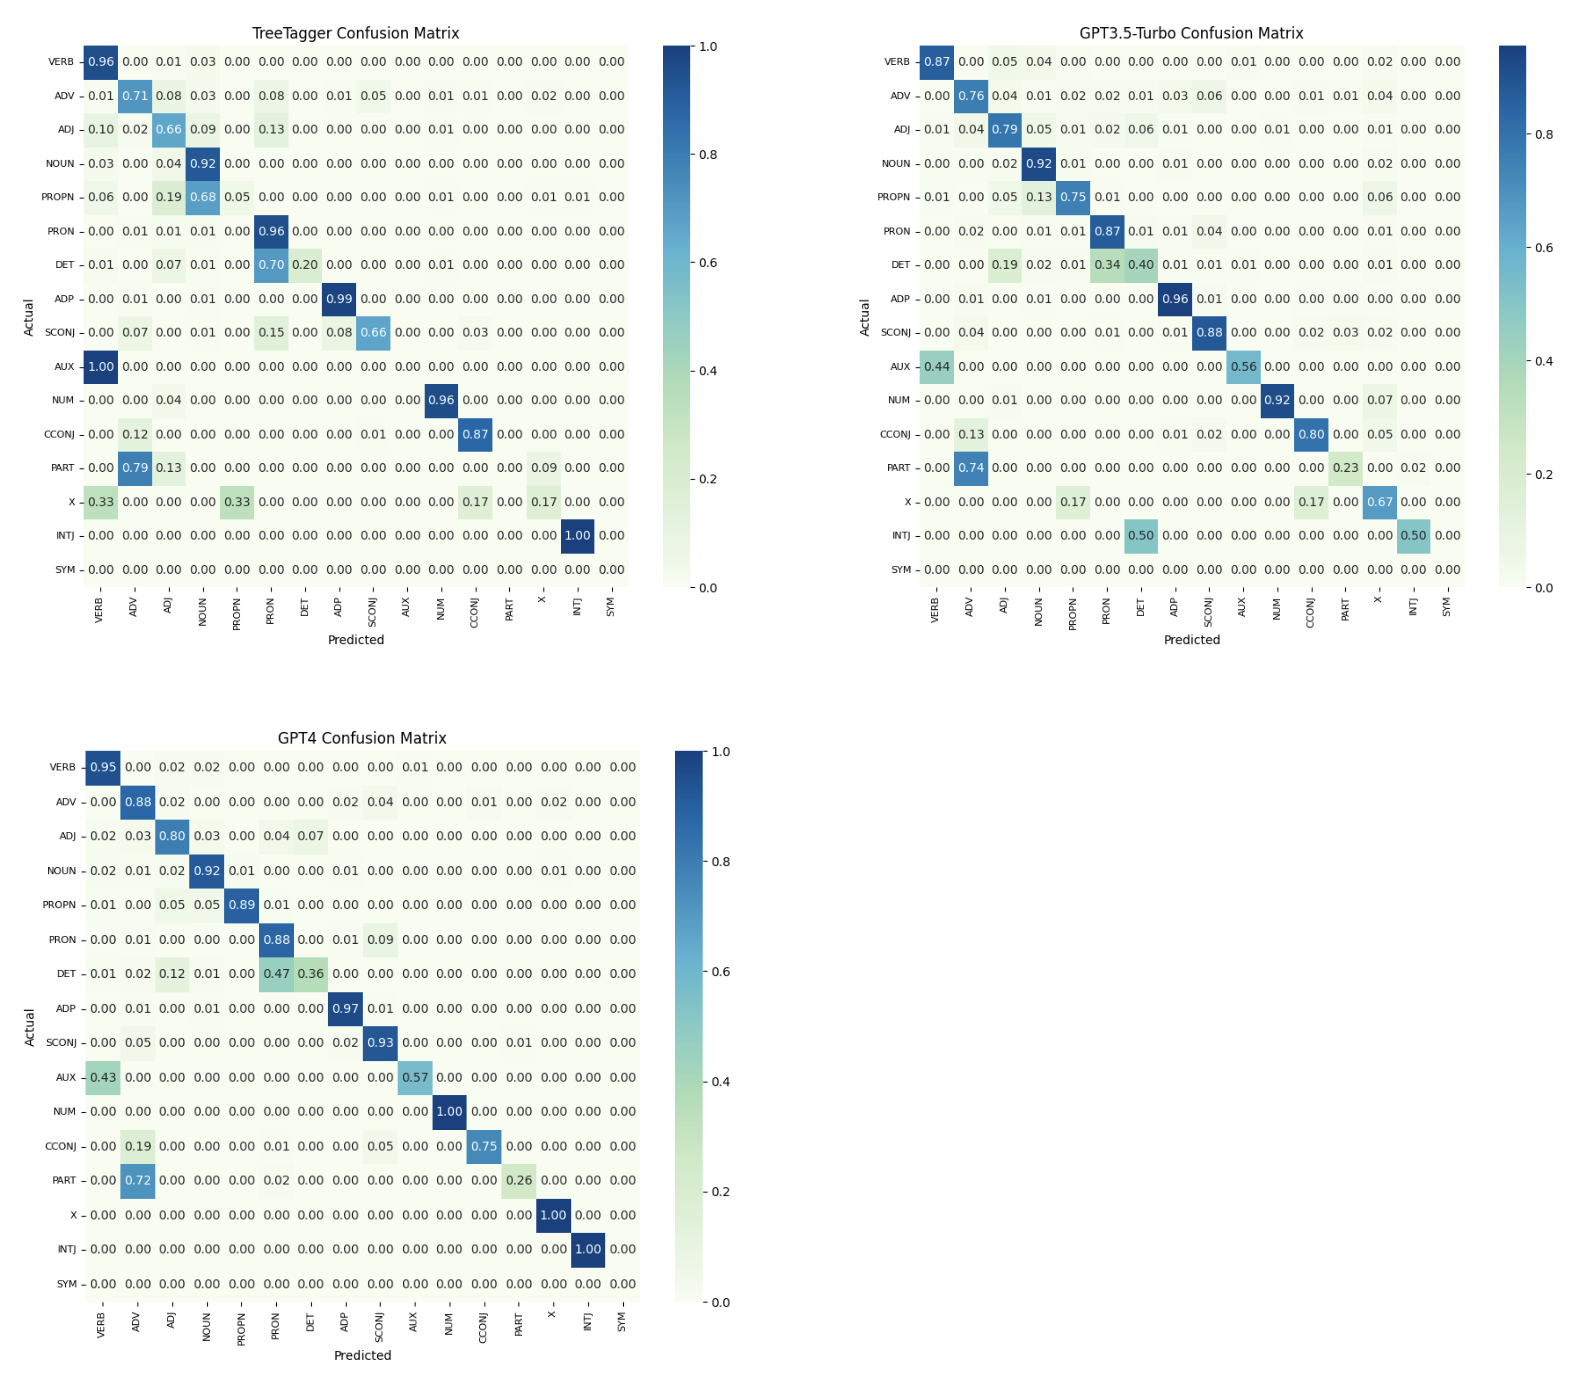 TreeTagger Confusion Matrix
VERB 0.96 0.00 0.01 0.03 0.00 0.00 0.00 0.00 0.00 0.00 0.00 0.00 0.00 0.00 0.00 0.00
ADV 0.01 0.71 0.08 0.03 0.00 0.08 0.00 0.01 0.05 0.00 0.01 0.01 0.00 0.02 0.00 0.00
ADJ 0.10 0.02 0.66 0.09 0.00 0.13 0.00 0.00 0.00 0.00 0.01 0.00 0.00 0.00 0.00 0.00
NOUN 0.03 0.00 0.04 0.92 0.00 0.00 0.00 0.00 0.00 0.00 0.00 0.00 0.00 0.00 0.00 0.00
PROPN 0.06 0.00 0.19 0.68 0.05 0.00 0.00 0.00 0.00 0.00 0.01 0.00 0.00 0.01 0.01 0.00
PRON 0.00 0.01 0.01 0.01 0.00 0.96 0.00 0.00 0.00 0.00 0.00 0.00 0.00 0.00 0.00 0.00
DET 0.01 0.00 0.07 0.01 0.00 0.70 0.20 0.00 0.00 0.00 0.01 0.00 0.00 0.00 0.00 0.00
ADP 0.00 0.01 0.00 0.01 0.00 0.00 0.00 0.99 0.00 0.00 0.00 0.00 0.00 0.00 0.00 0.00
SCONJ 0.00 0.07 0.00 0.01 0.00 0.15 0.00 0.08 0.66 0.00 0.00 0.03 0.00 0.00 0.00 0.00
AUX 1.00 0.00 0.00 0.00 0.00 0.00 0.00 0.00 0.00 0.00 0.00 0.00 0.00 0.00 0.00 0.00
NUM 0.00 0.00 0.04 0.00 0.00 0.00 0.00 0.00 0.00 0.00 0.96 0.00 0.00 0.00 0.00 0.00
CCONJ 0.00 0.12 0.00 0.00 0.00 0.00 0.00 0.00 0.01 0.00 0.00 0.87 0.00 0.00 0.00 0.00
PART 0.00 0.79 0.13 0.00 0.00 0.00 0.00 0.00 0.00 0.00 0.00 0.00 0.00 0.09 0.00 0.00
X 0.33 0.00 0.00 0.00 0.33 0.00 0.00 0.00 0.00 0.00 0.00 0.17 0.00 0.17 0.00 0.00
INTJ 0.00 0.00 0.00 0.00 0.00 0.00 0.00 0.00 0.00 0.00 0.00 0.00 0.00 0.00 1.00 0.00
SYM 0.00 0.00 0.00 0.00 0.00 0.00 0.00 0.00 0.00 0.00 0.00 0.00 0.00 0.00 0.00 0.00
VERB ADV ADJ NOUN PROPN PRON DET ADP SCONJ AUX NUM CCONJ PART X INTJ SYM
Predicted
Actual
1.0
0.8
0.6
0.4
0.2
0.0
GPT3.5-Turbo Confusion Matrix
VERB 0.87 0.00 0.05 0.04 0.00 0.00 0.00 0.00 0.00 0.01 0.00 0.00 0.00 0.02 0.00 0.00
ADV 0.00 0.76 0.04 0.01 0.02 0.02 0.01 0.03 0.06 0.00 0.00 0.01 0.01 0.04 0.00 0.00
ADJ 0.01 0.04 0.79 0.05 0.01 0.02 0.06 0.01 0.00 0.00 0.01 0.00 0.00 0.01 0.00 0.00
NOUN 0.00 0.00 0.02 0.92 0.01 0.00 0.00 0.01 0.00 0.00 0.00 0.00 0.00 0.02 0.00 0.00
PROPN 0.01 0.00 0.05 0.13 0.75 0.01 0.00 0.00 0.00 0.00 0.00 0.00 0.00 0.06 0.00 0.00
PRON 0.00 0.02 0.00 0.01 0.01 0.87 0.01 0.01 0.04 0.00 0.00 0.00 0.00 0.01 0.00 0.00
DET 0.00 0.00 0.19 0.02 0.01 0.34 0.40 0.01 0.01 0.01 0.00 0.00 0.00 0.01 0.00 0.00
ADP 0.00 0.01 0.00 0.01 0.00 0.00 0.00 0.96 0.01 0.00 0.00 0.00 0.00 0.00 0.00 0.00
SCONJ 0.00 0.04 0.00 0.00 0.00 0.01 0.00 0.01 0.88 0.00 0.00 0.02 0.03 0.02 0.00 0.00
AUX 0.44 0.00 0.00 0.00 0.00 0.00 0.00 0.00 0.00 0.56 0.00 0.00 0.00 0.00 0.00 0.00
NUM 0.00 0.00 0.01 0.00 0.00 0.00 0.00 0.00 0.00 0.00 0.92 0.00 0.00 0.07 0.00 0.00
CCONJ 0.00 0.13 0.00 0.00 0.00 0.00 0.00 0.01 0.02 0.00 0.00 0.80 0.00 0.05 0.00 0.00
PART 0.00 0.74 0.00 0.00 0.00 0.00 0.00 0.00 0.00 0.00 0.00 0.00 0.23 0.00 0.02 0.00
X 0.00 0.00 0.00 0.00 0.17 0.00 0.00 0.00 0.00 0.00 0.00 0.17 0.00 0.67 0.00 0.00
INTJ 0.00 0.00 0.00 0.00 0.00 0.00 0.50 0.00 0.00 0.00 0.00 0.00 0.00 0.00 0.50 0.00
SYM 0.00 0.00 0.00 0.00 0.00 0.00 0.00 0.00 0.00 0.00 0.00 0.00 0.00 0.00 0.00 0.00
VERB ADV ADJ NOUN PROPN PRON DET ADP SCONJ AUX NUM CCONJ PART X INTJ SYM
Predicted
Actual
0.8
0.6
0.4
0.2
0.0
GPT4 Confusion Matrix
VERB 0.95 0.00 0.02 0.02 0.00 0.00 0.00 0.00 0.00 0.01 0.00 0.00 0.00 0.00 0.00 0.00
ADV 0.00 0.88 0.02 0.00 0.00 0.00 0.00 0.02 0.04 0.00 0.00 0.01 0.00 0.02 0.00 0.00
ADJ 0.02 0.03 0.80 0.03 0.00 0.04 0.07 0.00 0.00 0.00 0.00 0.00 0.00 0.00 0.00 0.00
NOUN 0.02 0.01 0.02 0.92 0.01 0.00 0.00 0.01 0.00 0.00 0.00 0.00 0.00 0.01 0.00 0.00
PROPN 0.01 0.00 0.05 0.05 0.89 0.01 0.00 0.00 0.00 0.00 0.00 0.00 0.00 0.00 0.00 0.00
PRON 0.00 0.01 0.00 0.00 0.00 0.88 0.00 0.01 0.09 0.00 0.00 0.00 0.00 0.00 0.00 0.00
DET 0.01 0.02 0.12 0.01 0.00 0.47 0.36 0.00 0.00 0.00 0.00 0.00 0.00 0.00 0.00 0.00
ADP 0.00 0.01 0.00 0.01 0.00 0.00 0.00 0.97 0.01 0.00 0.00 0.00 0.00 0.00 0.00 0.00
SCONJ 0.00 0.05 0.00 0.00 0.00 0.00 0.00 0.02 0.93 0.00 0.00 0.00 0.01 0.00 0.00 0.00
AUX 0.43 0.00 0.00 0.00 0.00 0.00 0.00 0.00 0.00 0.57 0.00 0.00 0.00 0.00 0.00 0.00
NUM 0.00 0.00 0.00 0.00 0.00 0.00 0.00 0.00 0.00 0.00 1.00 0.00 0.00 0.00 0.00 0.00
CCONJ 0.00 0.19 0.00 0.00 0.00 0.01 0.00 0.00 0.05 0.00 0.00 0.75 0.00 0.00 0.00 0.00
PART 0.00 0.72 0.00 0.00 0.00 0.02 0.00 0.00 0.00 0.00 0.00 0.00 0.26 0.00 0.00 0.00
X 0.00 0.00 0.00 0.00 0.00 0.00 0.00 0.00 0.00 0.00 0.00 0.00 0.00 1.00 0.00 0.00
INTJ 0.00 0.00 0.00 0.00 0.00 0.00 0.00 0.00 0.00 0.00 0.00 0.00 0.00 0.00 1.00 0.00
SYM 0.00 0.00 0.00 0.00 0.00 0.00 0.00 0.00 0.00 0.00 0.00 0.00 0.00 0.00 0.00 0.00
VERB ADV ADJ NOUN PROPN PRON DET ADP SCONJ AUX NUM CCONJ PART X INTJ SYM
Predicted
Actual
1.0
0.8
0.6
0.4
0.2
0.0